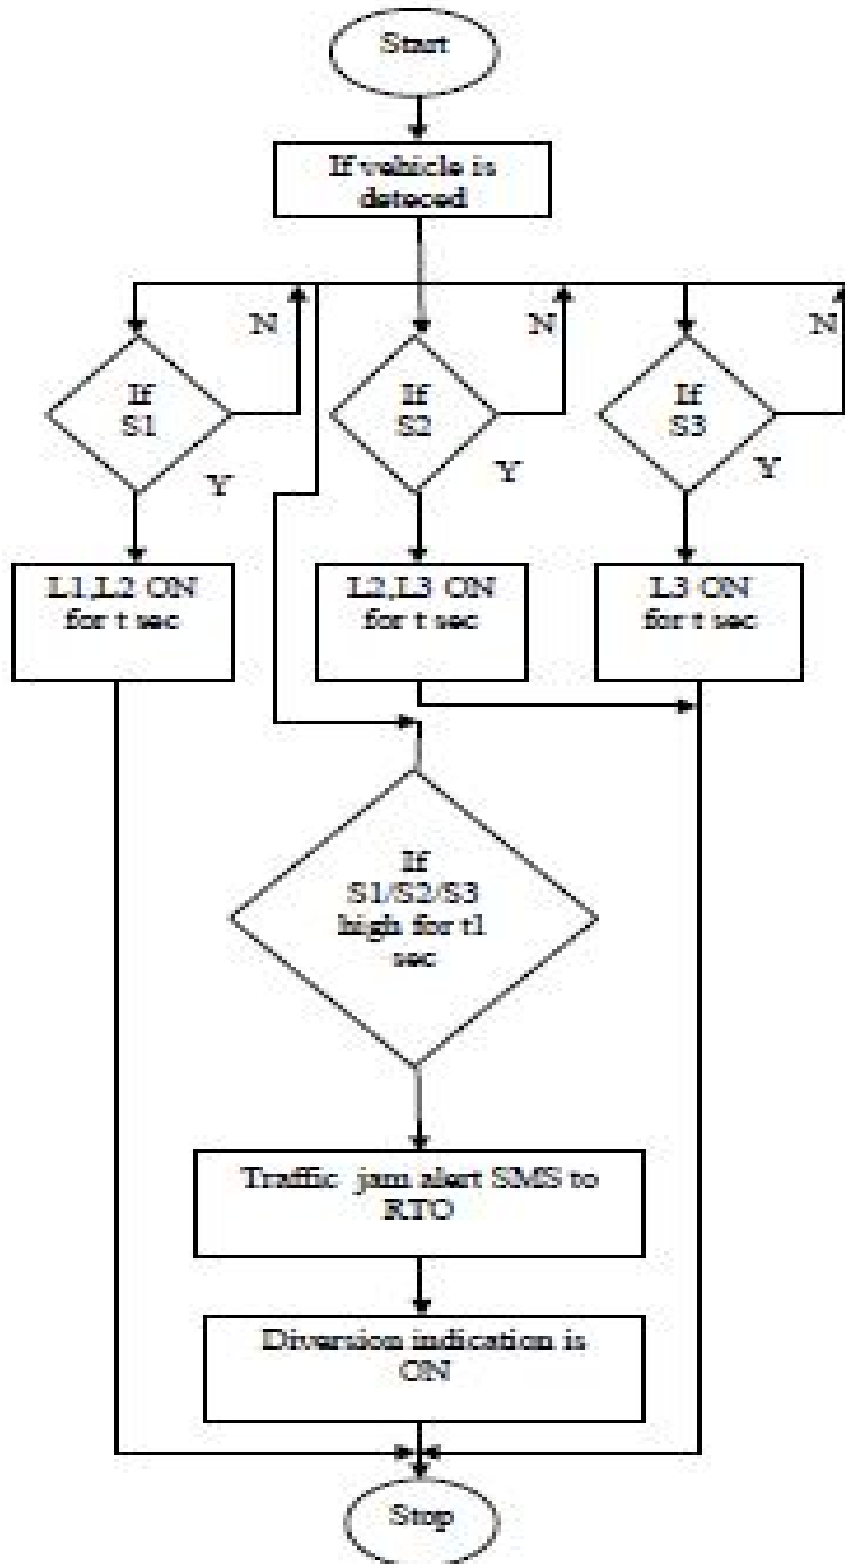 Start
If vehicle is
deteced
N
N
N
If
S1
If
S2
If
S3
Y
Y
Y
L1,L2 ON
for t sec
L2,L3 ON
for t sec
L3 ON
for t sec
If
S1/S2/S3
high for t1
sec
Traffic jam alert SMS to
RTO
Diversion indication is
ON
Stop